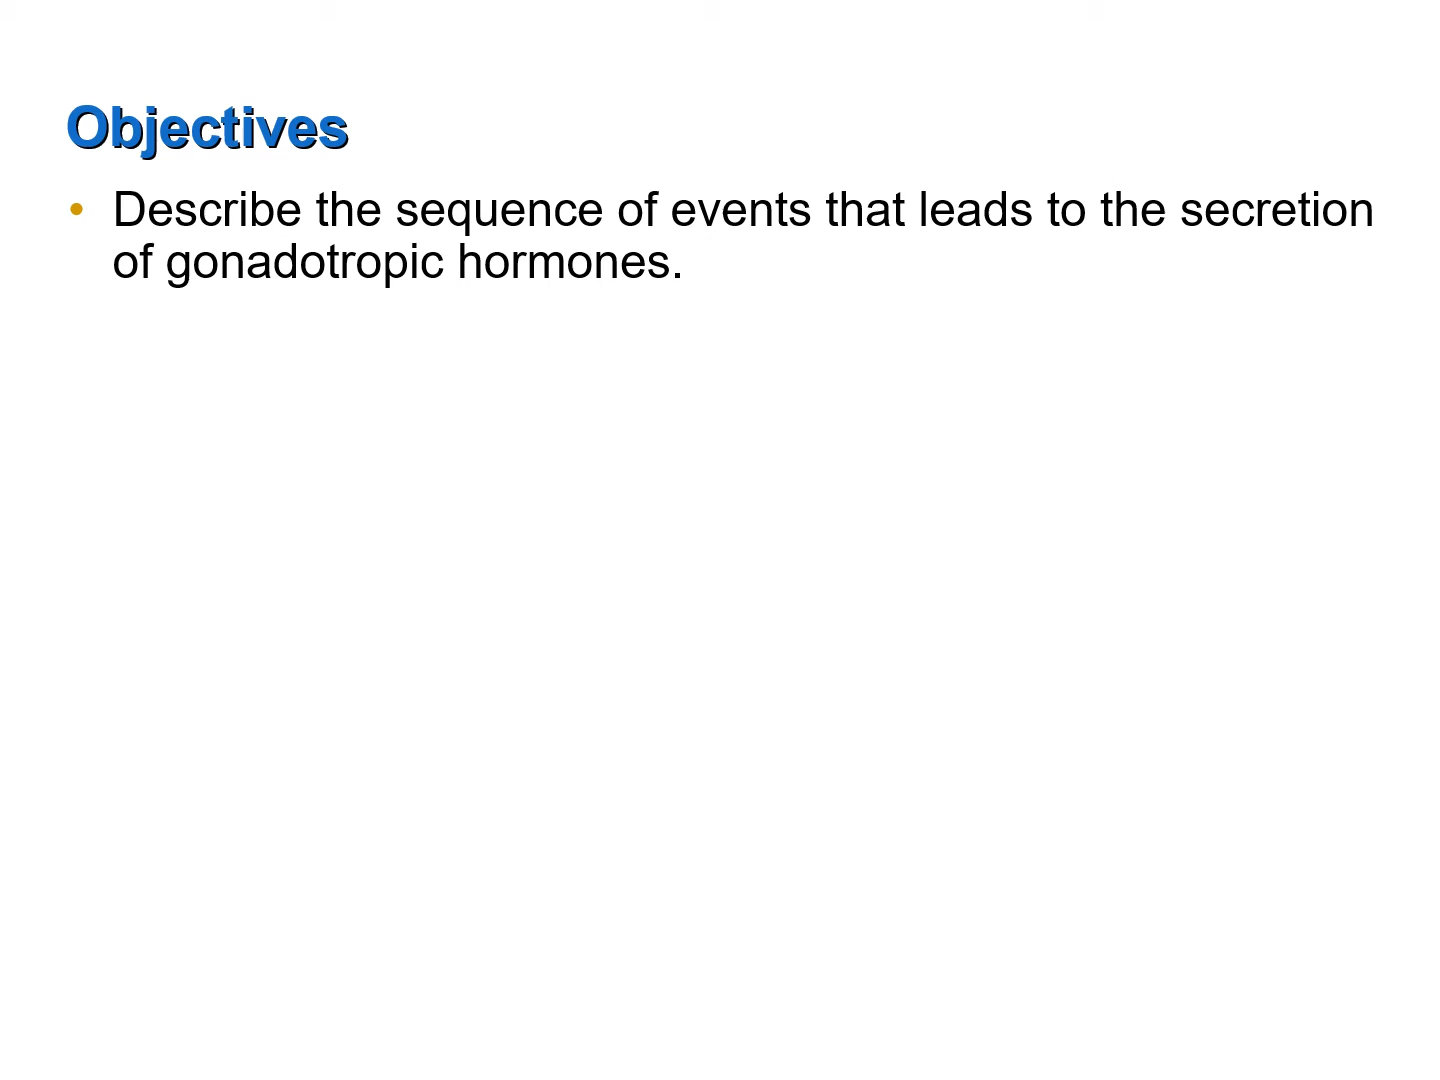 Objectives
• Describe the sequence of events that leads to the secretion
of gonadotropic hormones.